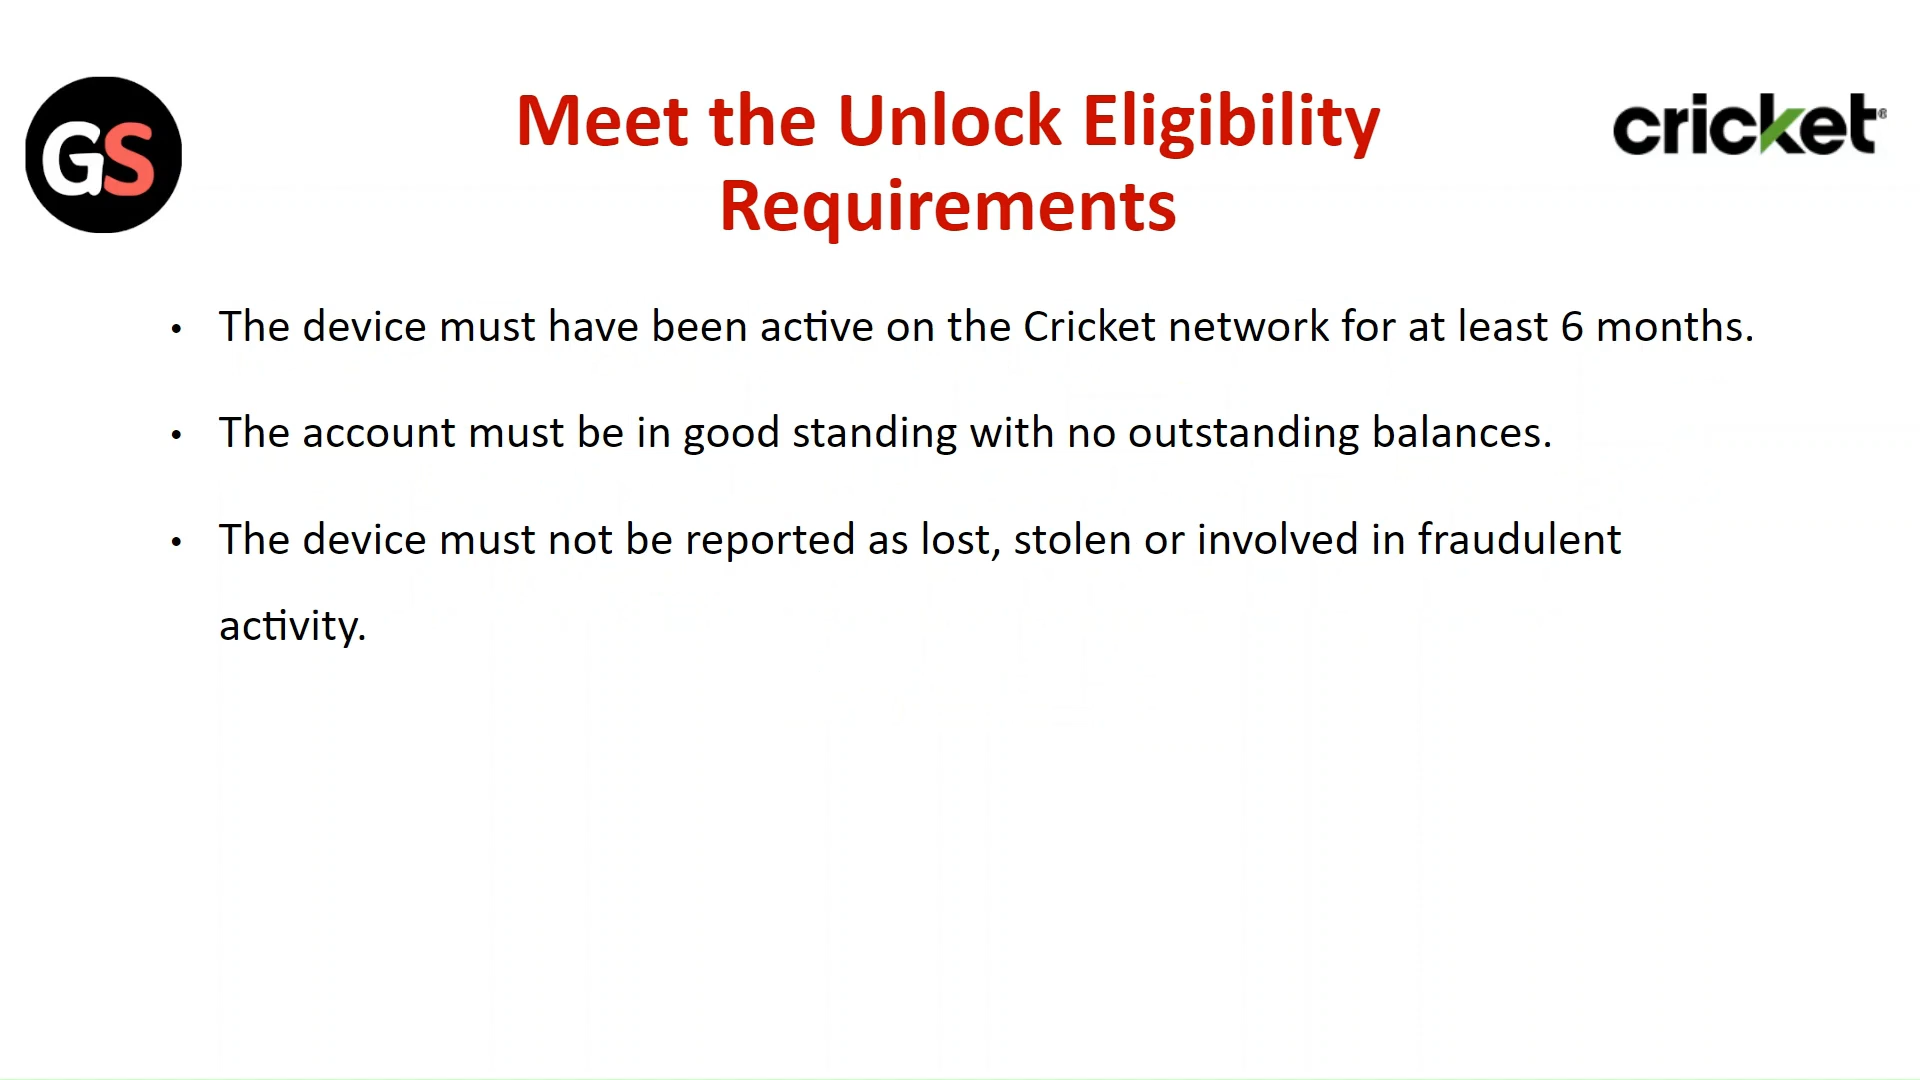 GS
Meet the Unlock Eligibility
Requirements
cricket®
• The device must have been active on the Cricket network for at least 6 months.
• The account must be in good standing with no outstanding balances.
• The device must not be reported as lost, stolen or involved in fraudulent
activity.